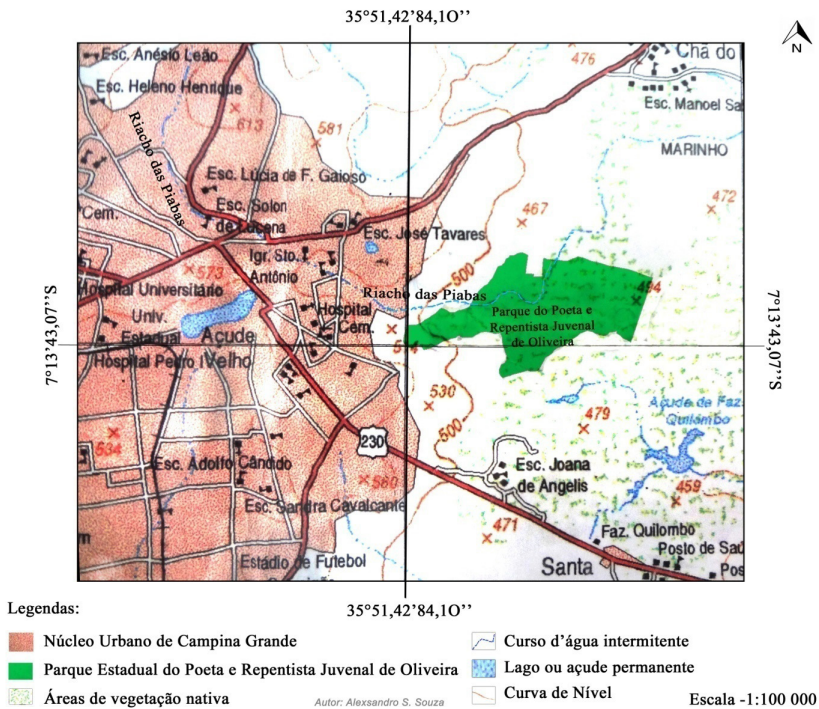 35°51,42'84,1O''
N
Esc. Anésio Leão
476
Chã do
Esc. Heleno Henrique
Esc. Manoel Sa
613
581
MARINHO
Riacho das Piabas
Esc. Lúcia de F. Gaioso
472
Cem.
Esc. Solon
de Lucena
467
Esc. José Tavares
Igr. Sto.
Antônio
573
500
Hospital Universitário
Riacho das Piabas
494
Univ.
Estadual
Hospital
Cem.
Parque do Poeta e
Repentista Juvenal
de Oliveira
7°13'43,07''S
7°13'43,07''S
Açude
Velho
Hospital Pedro I
530
Açude da Faz.
Quilombo
479
500
534
230
Esc. Adolfo Cândido
Esc. Joana
de Angelis
560
459
Esc. Sandra Cavalcante
471
Faz. Quilombo
Estádio de Futebol
Santa
Posto de Saú
Pos
35°51,42'84,1O''
Legendas:
Núcleo Urbano de Campina Grande
Parque Estadual do Poeta e Repentista Juvenal de Oliveira
Áreas de vegetação nativa
Curso d'água intermitente
Lago ou açude permanente
Curva de Nível
Autor: Alexsandro S. Souza
Escala -1:100 000